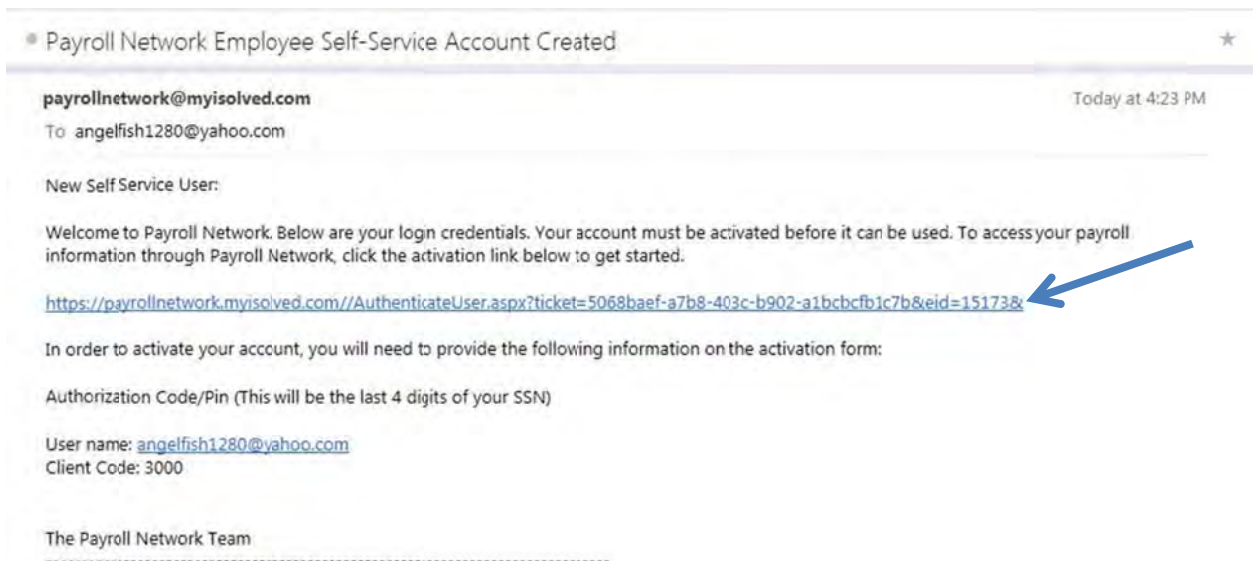 Payroll Network Employee Self-Service Account Created
payrollnetwork@myisolved.com
Today at 4:23 PM
To angelfish1280@yahoo.com
New Self Service User:
Welcome to Payroll Network. Below are your login credentials. Your account must be activated before it can be used. To access your payroll
information through Payroll Network, click the activation link below to get started.
https://payrollnetwork.myisolved.com//AuthenticateUser.aspx?ticket=5068baef-a7b8-403c-b902-a1bcbcfb1c7b&eid=15173&
In order to activate your account, you will need to provide the following information on the activation form:
Authorization Code/Pin (This will be the last 4 digits of your SSN)
User name: angelfish1280@yahoo.com
Client Code: 3000
The Payroll Network Team